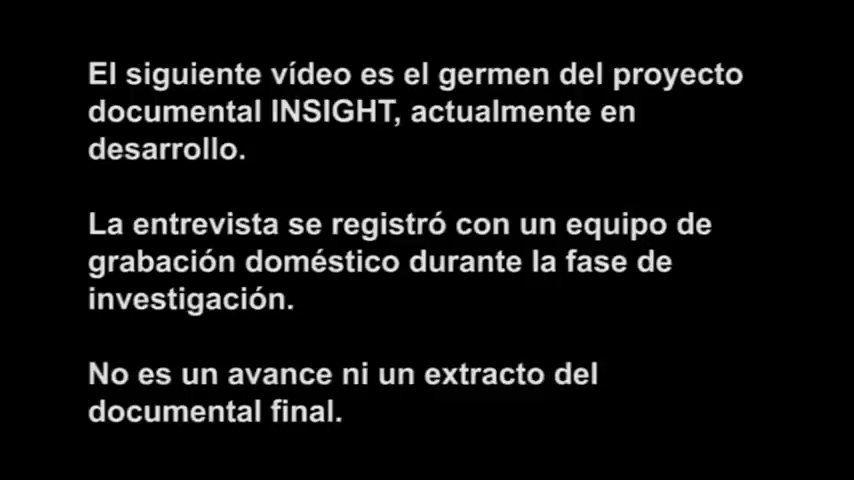 El siguiente vídeo es el germen del proyecto
documental INSIGHT, actualmente en
desarrollo.
La entrevista se registró con un equipo de
grabación doméstico durante la fase de
investigación.
No es un avance ni un extracto del
documental final.